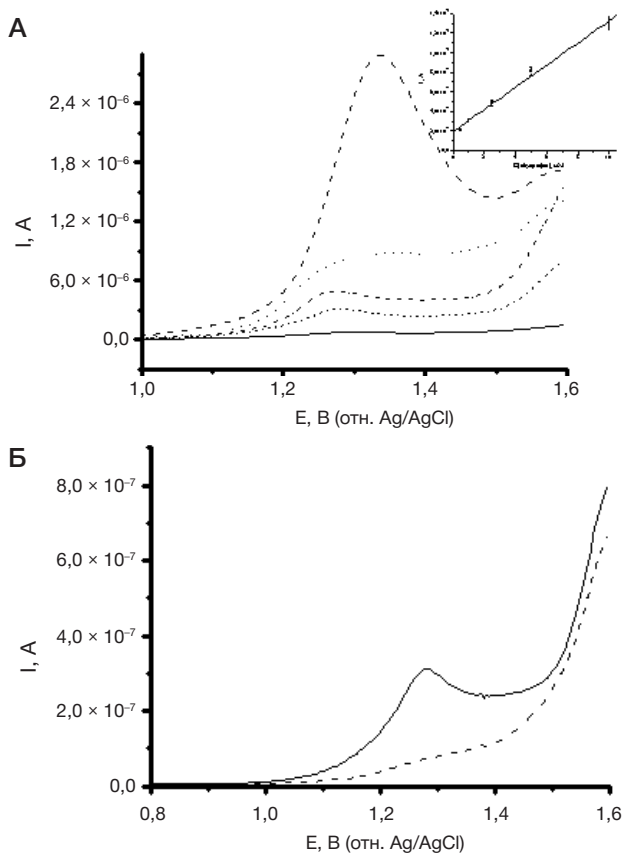 А
2,4 × 10⁻⁶
1,8 × 10⁻⁶
1,2 × 10⁻⁶
6,0 × 10⁻⁶
0,0
I, А
1,0 1,2 1,4 1,6
E, В (отн. Ag/AgCl)
Б
8,0 × 10⁻⁷
6,0 × 10⁻⁷
4,0 × 10⁻⁷
2,0 × 10⁻⁷
0,0
I, А
0,8 1,0 1,2 1,4 1,6
E, В (отн. Ag/AgCl)